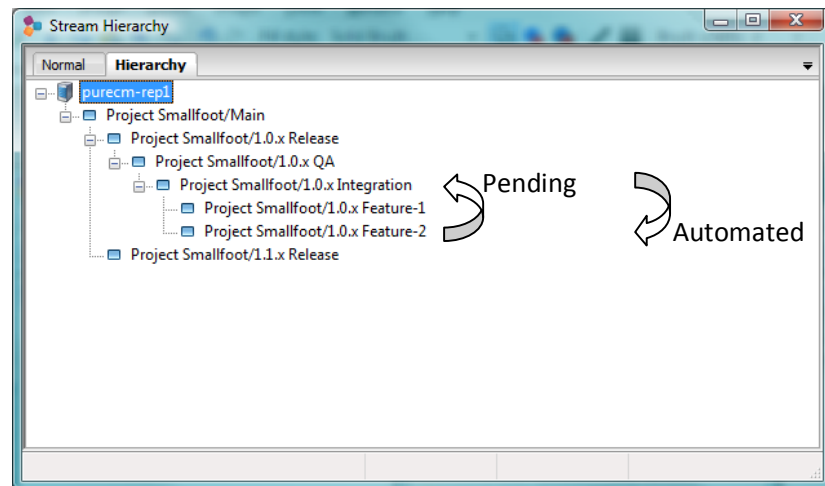 Stream Hierarchy
Normal Hierarchy
purecm-rep1
Project Smallfoot/Main
Project Smallfoot/1.0.x Release
Project Smallfoot/1.0.x QA
Project Smallfoot/1.0.x Integration
Pending
Project Smallfoot/1.0.x Feature-1
Project Smallfoot/1.0.x Feature-2
Automated
Project Smallfoot/1.1.x Release